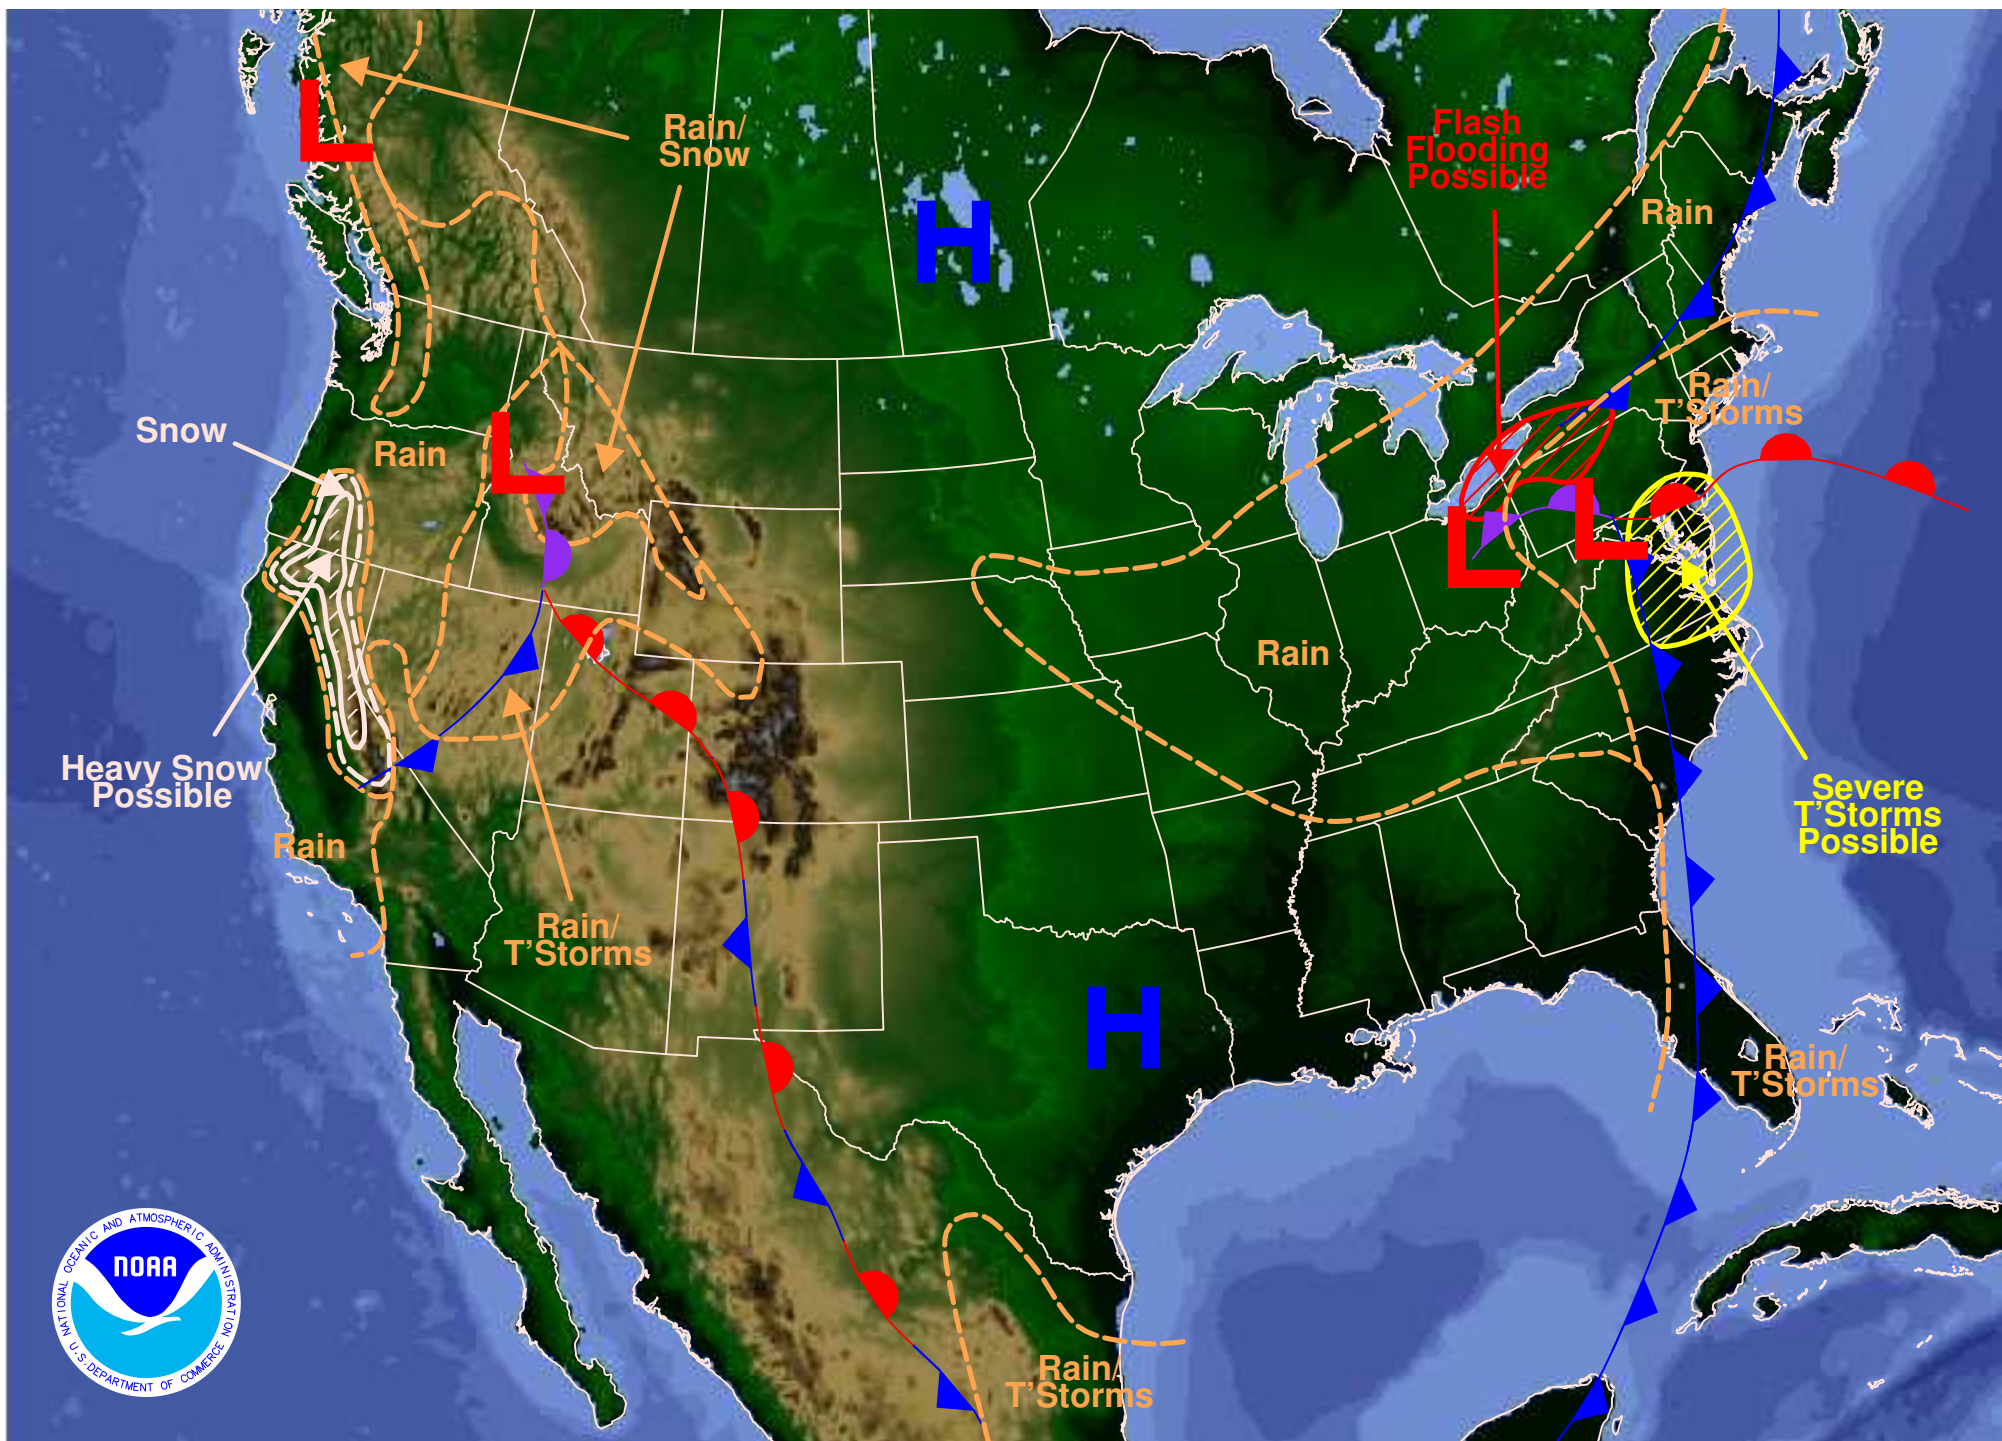 Rain/
Snow
Flash
Flooding
Possible
Rain
H
L
Snow
Rain
L
Rain/
T'Storms
L
L
Rain
Heavy Snow
Possible
Severe
T'Storms
Possible
Rain
Rain/
T'Storms
H
Rain/
T'Storms
Rain/
T'Storms
NATIONAL OCEANIC AND ATMOSPHERIC ADMINISTRATION
NOAA
U.S. DEPARTMENT OF COMMERCE